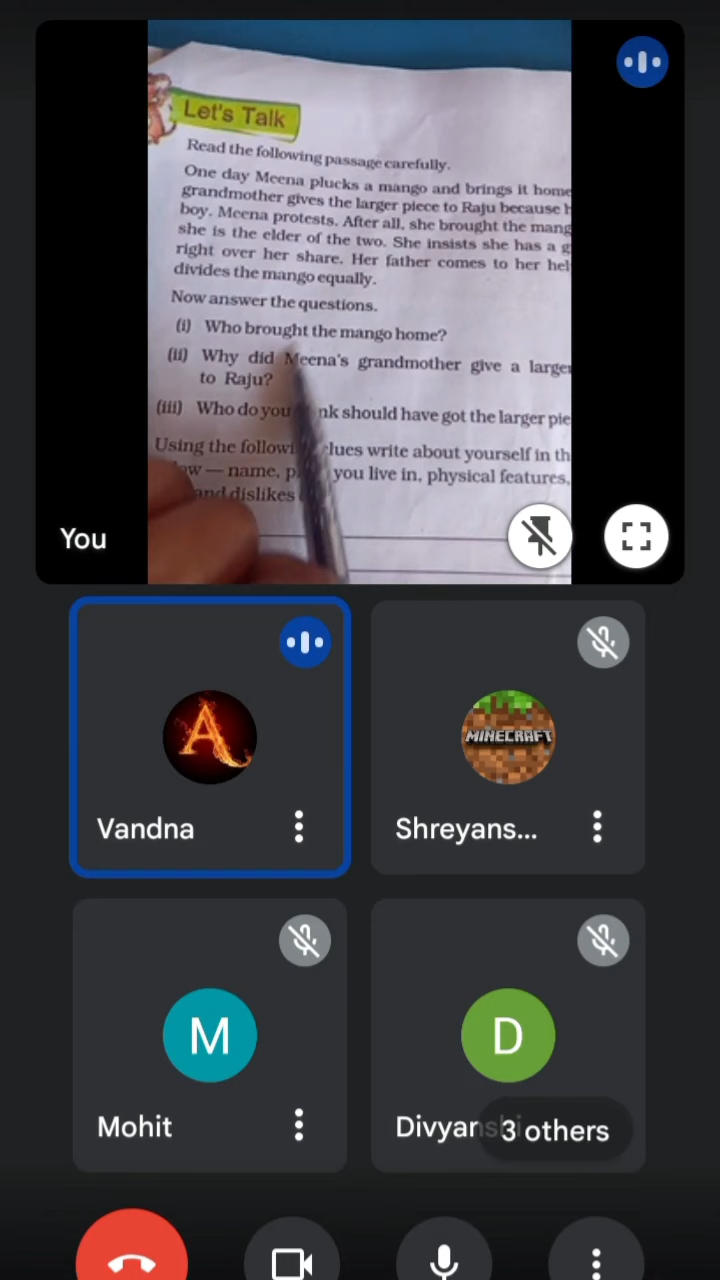 Let's Talk
Read the following passage carefully.
One day Meena plucks a mango and brings it home
grandmother gives the larger piece to Raju because
boy. Meena protests. After all, she brought the mang
she is the elder of the two. She insists she has a g
right over her share. Her father comes to her hel
divides the mango equally.
Now answer the questions.
(i) Who brought the mango home?
(ii) Why did Meena's grandmother give a large
to Raju?
(iii) Who do you nk should have got the larger pie
Using the followi clues write about yourself in th
ow — name, p you live in, physical features,
and dislikes
You
A
Vandna
MINECRAFT
Shreyans...
M
Mohit
D
Divyan
3 others